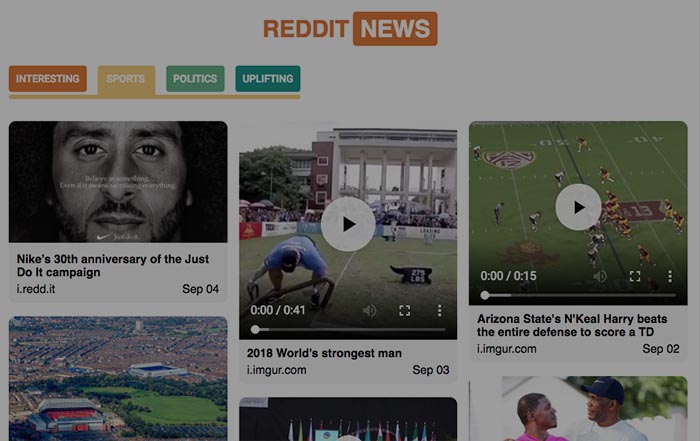 REDDIT NEWS
INTERESTING SPORTS POLITICS UPLIFTING
Believe in something.
Even if it means sacrificing everything.
Just do it.
Nike's 30th anniversary of the Just
Do It campaign
i.redd.it Sep 04
275
LBS
0:00 / 0:41
2018 World's strongest man
i.imgur.com Sep 03
13
0:00 / 0:15
Arizona State's N'Keal Harry beats
the entire defense to score a TD
i.imgur.com Sep 02